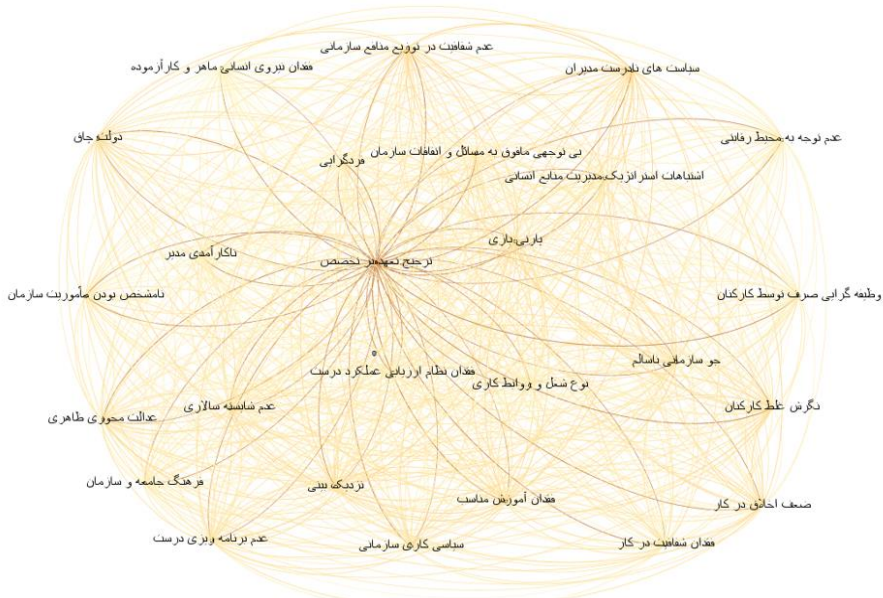 عدم شفافیت در توزیع منافع سازمانی
فقدان نیروی انسانی ماهر و کارآزموده
سیاست های نادرست مدیران
دولت چاق
عدم توجه به محیط رقابتی
بی توجهی مافوق به مسائل و اتفاقات سازمان
فردگرایی
اشتباهات استراتژیک مدیریت منابع انسانی
پارتی بازی
ناکارآمدی مدیر
ترجیح تعهد بر تخصص
نامشخص بودن مأموریت سازمان
وظیفه گرایی صرف توسط کارکنان
جو سازمانی ناسالم
فقدان نظام ارزیابی عملکرد درست
نوع شغل و روابط کاری
عدم شایسته سالاری
عدالت محوری ظاهری
نگرش غلط کارکنان
فرهنگ جامعه و سازمان
نزدیک بینی
فقدان آموزش مناسب
ضعف اخلاق در کار
عدم برنامه ریزی درست
سیاسی کاری سازمانی
فقدان شفافیت در کار